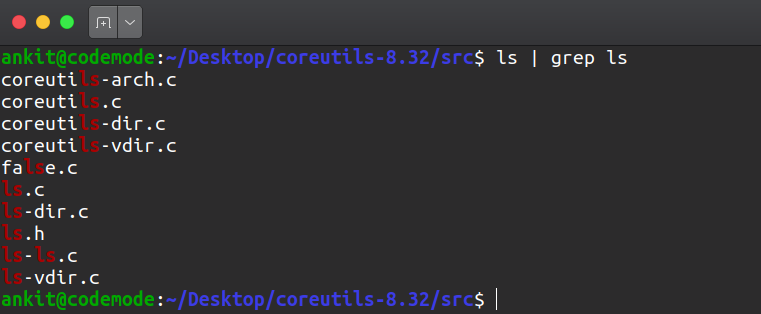 ankit@codemode:~/Desktop/coreutils-8.32/src$ ls | grep ls
coreutils-arch.c
coreutils.c
coreutils-dir.c
coreutils-vdir.c
false.c
ls.c
ls-dir.c
ls.h
ls-ls.c
ls-vdir.c
ankit@codemode:~/Desktop/coreutils-8.32/src$